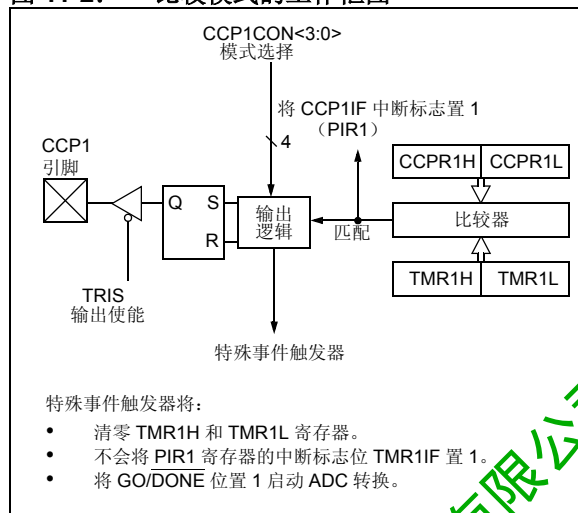 CCP1CON<3:0>
模式选择
将 CCP1IF 中断标志置 1
（PIR1）
4
CCP1
引脚
CCPR1H CCPR1L
Q S
R
输出
逻辑
匹配
比较器
TMR1H TMR1L
TRIS
输出使能
特殊事件触发器
特殊事件触发器将：
• 清零 TMR1H 和 TMR1L 寄存器。
• 不会将 PIR1 寄存器的中断标志位 TMR1IF 置 1。
• 将 GO/DONE 位置 1 启动 ADC 转换。
有限公